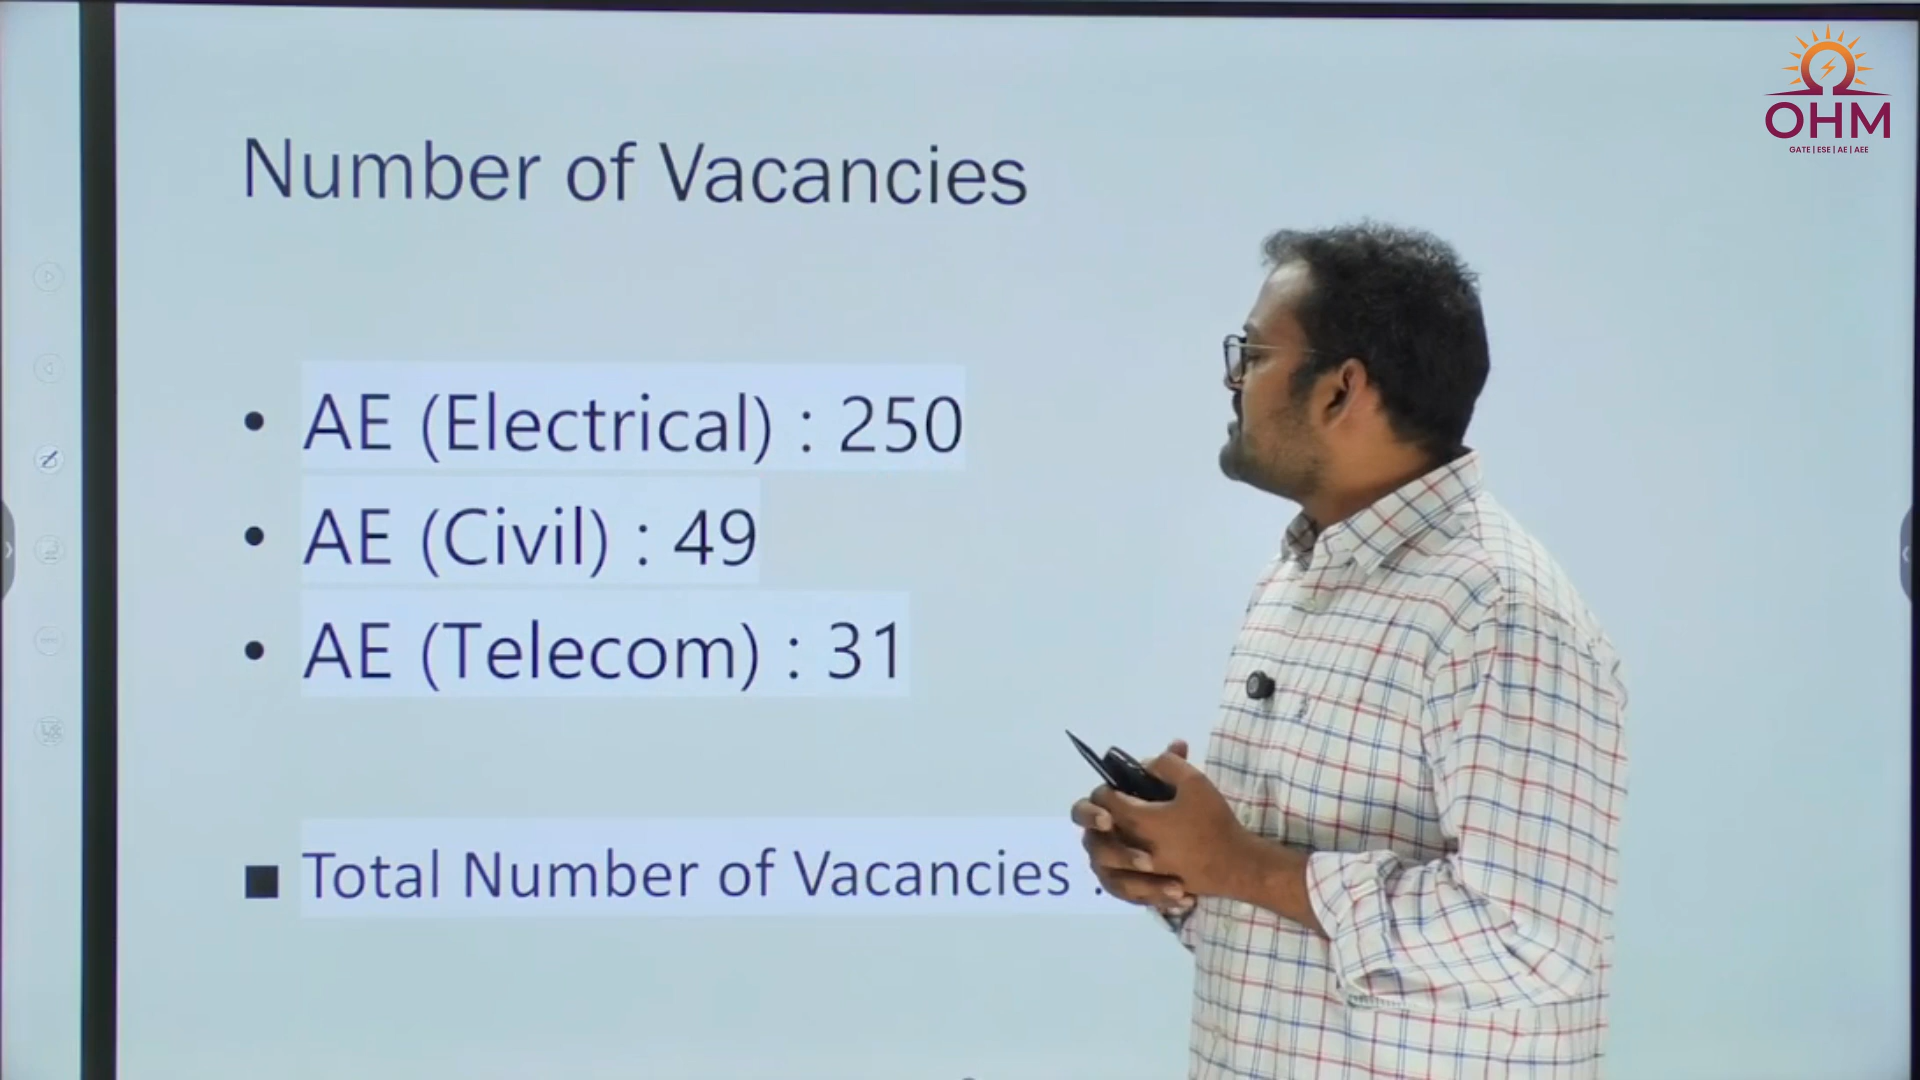 OHM
GATE | ESE | AE | AEE
Number of Vacancies
• AE (Electrical) : 250
• AE (Civil) : 49
• AE (Telecom) : 31
■ Total Number of Vacancies :